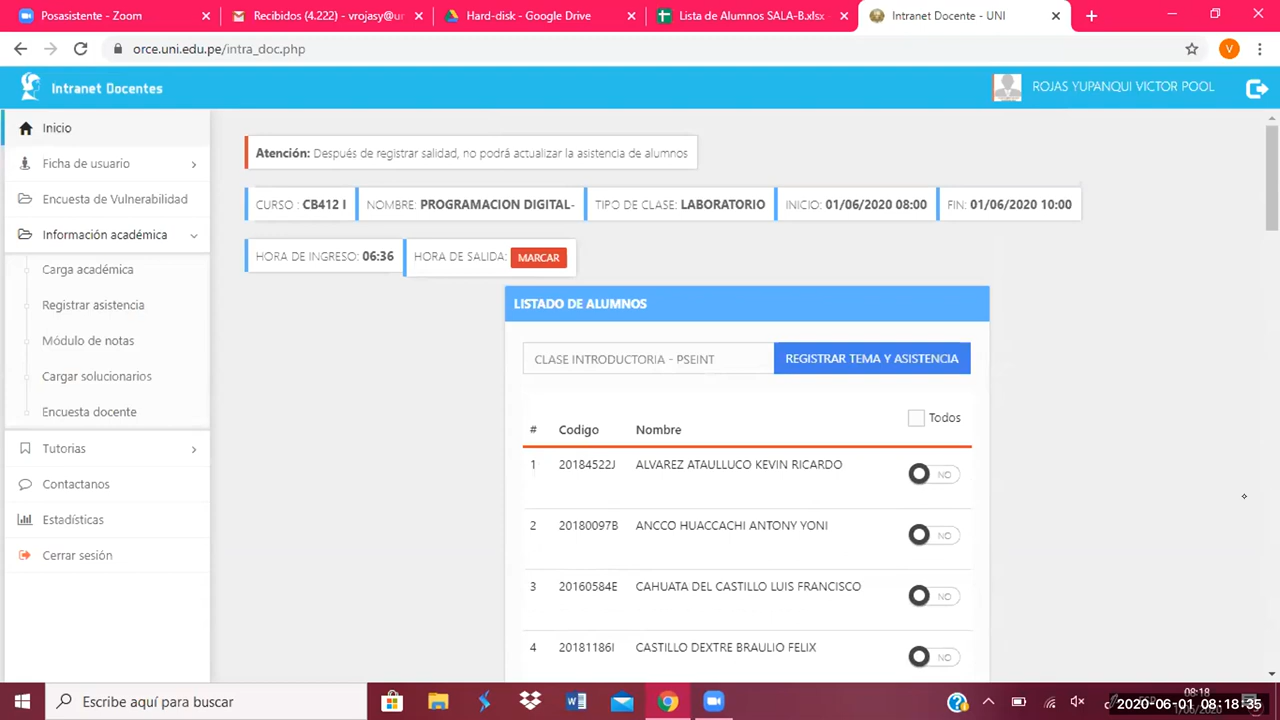 Posasistente - Zoom
Recibidos (4.222) - vrojasy@ur
Hard-disk - Google Drive
Lista de Alumnos SALA-B.xlsx -
Intranet Docente - UNI
orce.uni.edu.pe/intra_doc.php
V
Intranet Docentes
ROJAS YUPANQUI VICTOR POOL
Inicio
Ficha de usuario
Encuesta de Vulnerabilidad
Información académica
Carga académica
Registrar asistencia
Módulo de notas
Cargar solucionarios
Encuesta docente
Tutorias
Contactanos
Estadísticas
Cerrar sesión
Atención: Después de registrar salidad, no podrá actualizar la asistencia de alumnos
CURSO : CB412 I
NOMBRE: PROGRAMACION DIGITAL-
TIPO DE CLASE: LABORATORIO
INICIO: 01/06/2020 08:00
FIN: 01/06/2020 10:00
HORA DE INGRESO: 06:36
HORA DE SALIDA: MARCAR
LISTADO DE ALUMNOS
CLASE INTRODUCTORIA - PSEINT
REGISTRAR TEMA Y ASISTENCIA
# Codigo Nombre Todos
1 20184522J ALVAREZ ATAULLUCO KEVIN RICARDO NO
2 20180097B ANCCO HUACCACHI ANTONY YONI NO
3 20160584E CAHUATA DEL CASTILLO LUIS FRANCISCO NO
4 20181186I CASTILLO DEXTRE BRAULIO FELIX NO
Escribe aquí para buscar
08:18
2020-06-01 08:18:35